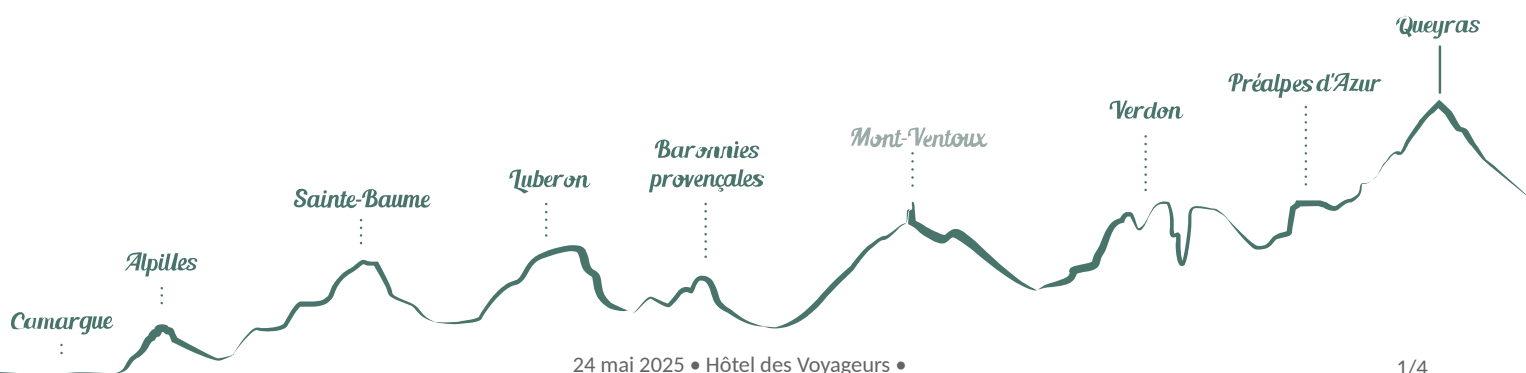 Queyras
Préalpes d'Azur
Verdon
Mont-Ventoux
Baronnies
provençales
Luberon
Sainte-Baume
Alpilles
Camargue
24 mai 2025 • Hôtel des Voyageurs •
1/4